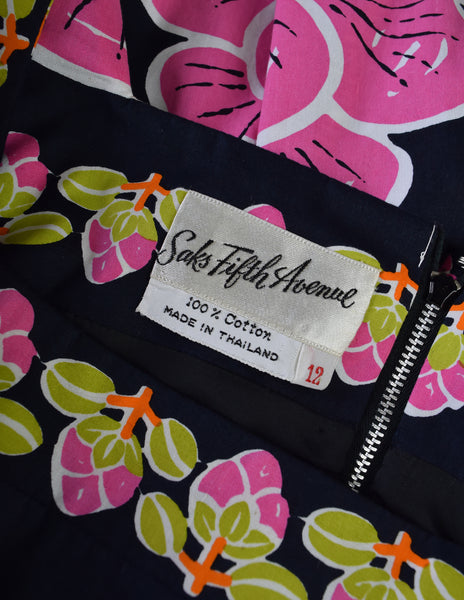 Saks Fifth Avenue
100% Cotton
MADE IN THAILAND
12